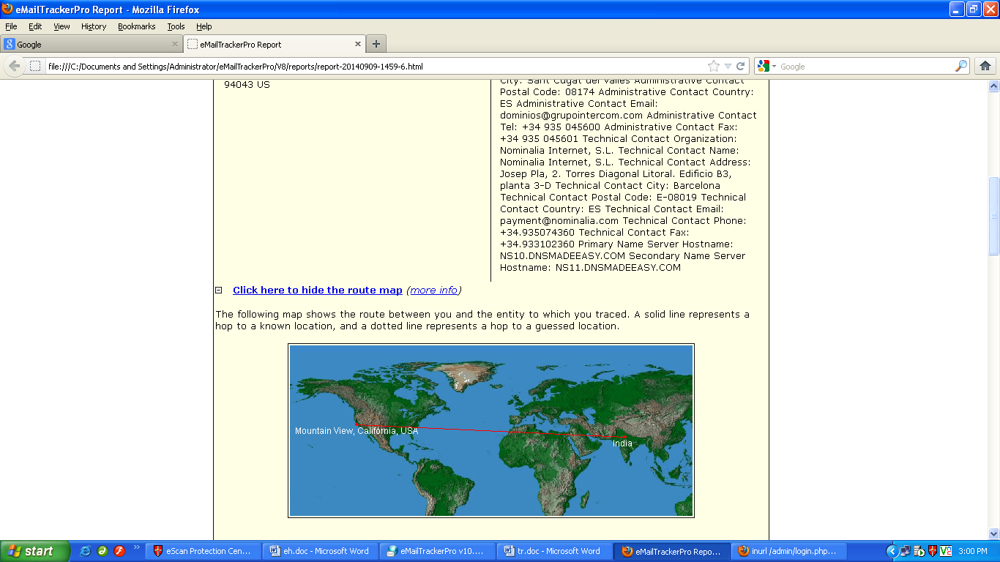 eMailTrackerPro Report - Mozilla Firefox
File Edit View History Bookmarks Tools Help
Google
eMailTrackerPro Report
file:///C:/Documents and Settings/Administrator/eMailTrackerPro/V8/reports/report-20140909-1459-6.html
Google
94043 US
City: Sant Cugat del Valles Administrative Contact
Postal Code: 08174 Administrative Contact Country:
ES Administrative Contact Email:
dominios@grupointercom.com Administrative Contact
Tel: +34 935 045600 Administrative Contact Fax:
+34 935 045601 Technical Contact Organization:
Nominalia Internet, S.L. Technical Contact Name:
Nominalia Internet, S.L. Technical Contact Address:
Josep Pla, 2. Torres Diagonal Litoral. Edificio B3,
planta 3-D Technical Contact City: Barcelona
Technical Contact Postal Code: E-08019 Technical
Contact Country: ES Technical Contact Email:
payment@nominalia.com Technical Contact Phone:
+34.935074360 Technical Contact Fax:
+34.933102360 Primary Name Server Hostname:
NS10.DNSMADEEASY.COM Secondary Name Server
Hostname: NS11.DNSMADEEASY.COM
Click here to hide the route map (more info)
The following map shows the route between you and the entity to which you traced. A solid line represents a
hop to a known location, and a dotted line represents a hop to a guessed location.
Mountain View, California, USA
India
start
eScan Protection Cen...
eh.doc - Microsoft Word
eMailTrackerPro v10....
tr.doc - Microsoft Word
eMailTrackerPro Repo...
inurl /admin/login.php...
3:00 PM